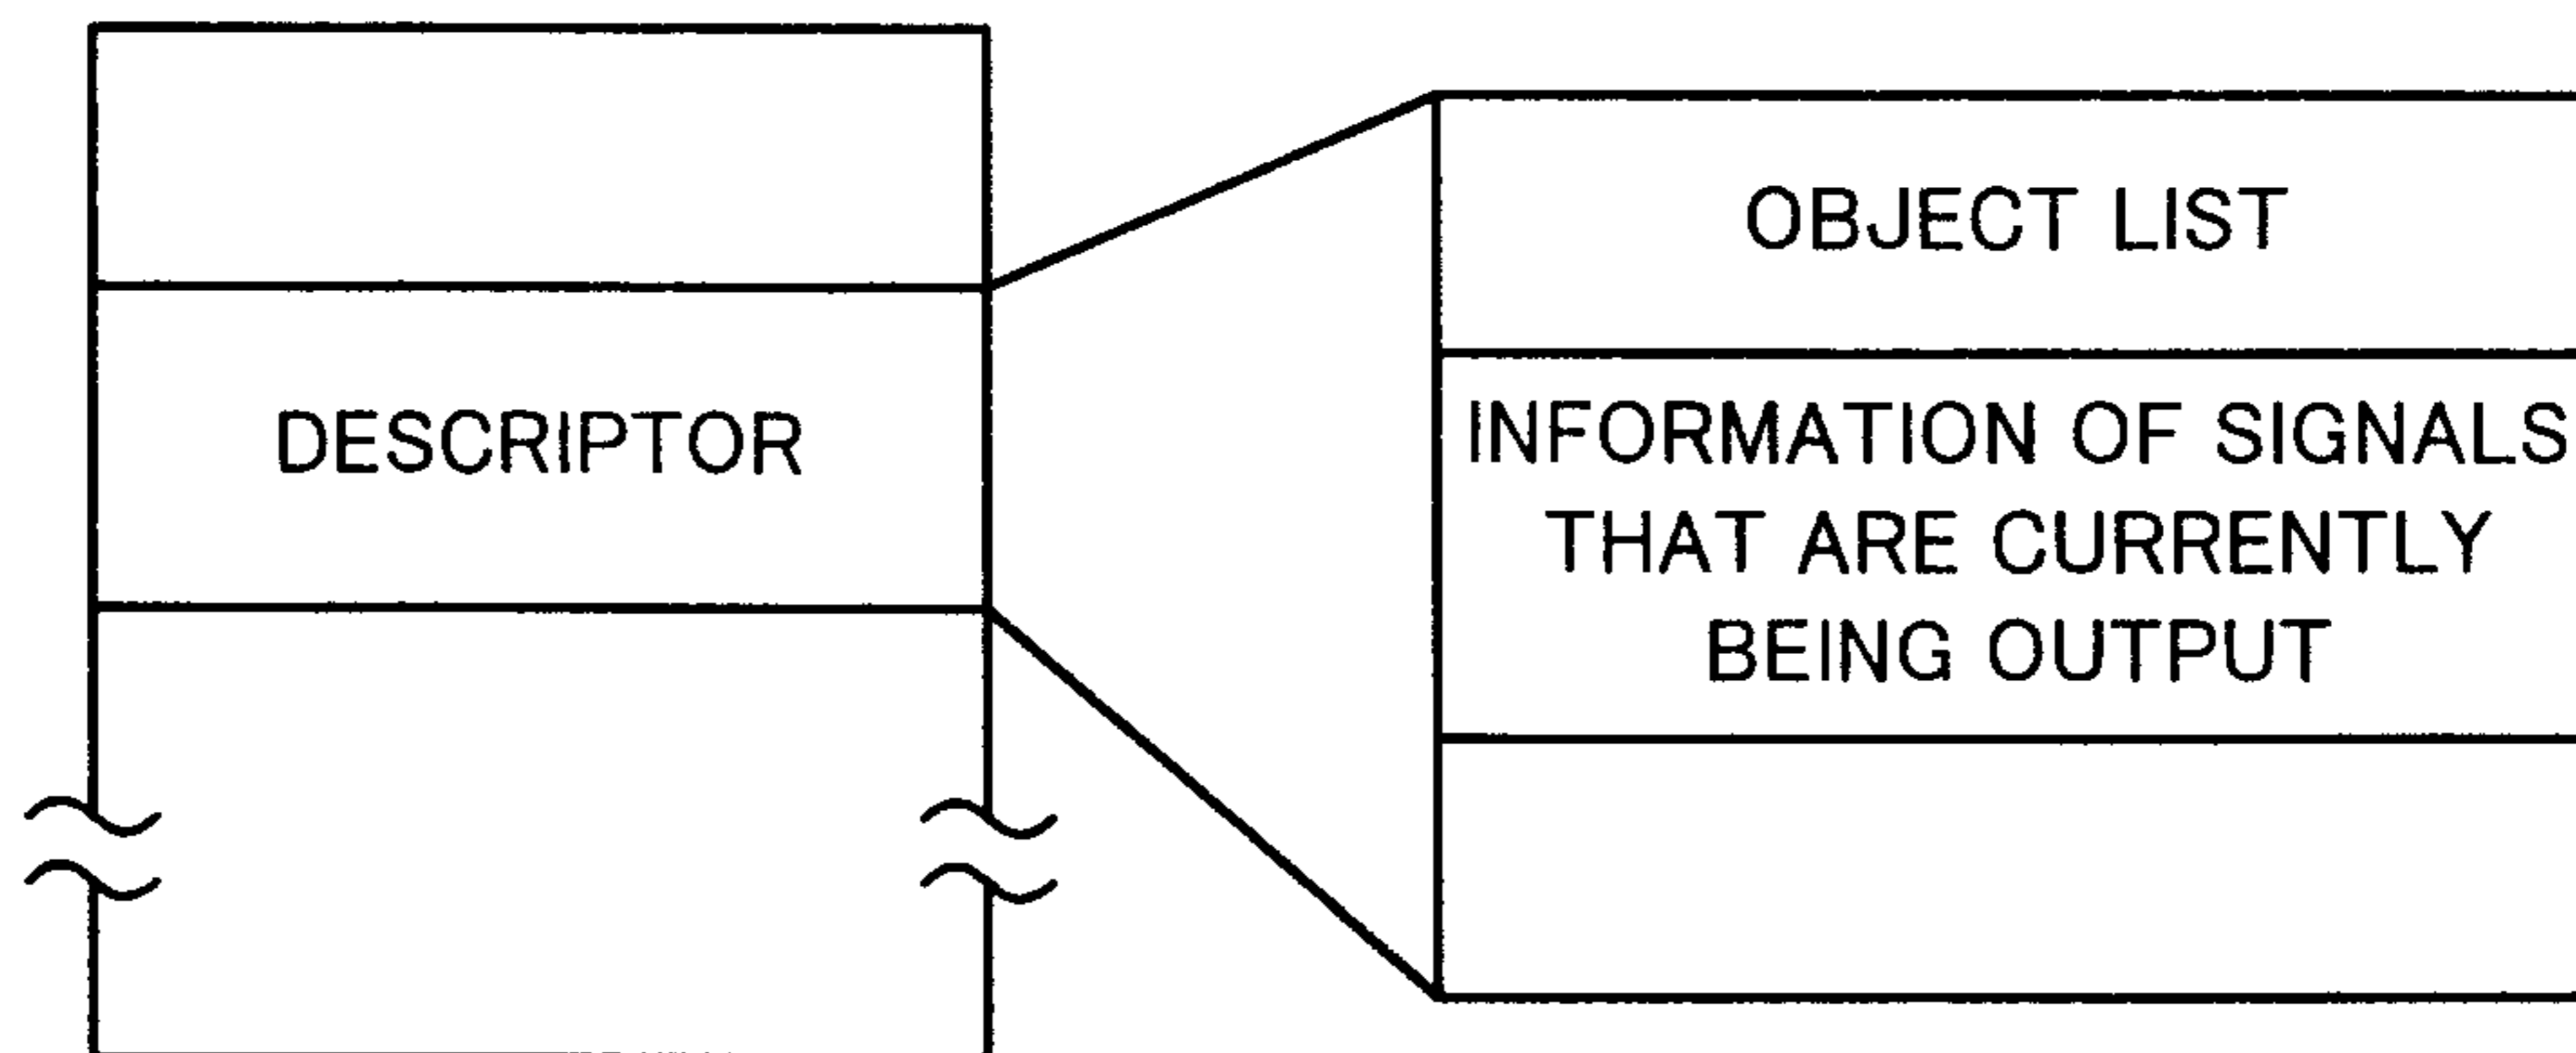 DESCRIPTOR
OBJECT LIST
INFORMATION OF SIGNALS
THAT ARE CURRENTLY
BEING OUTPUT